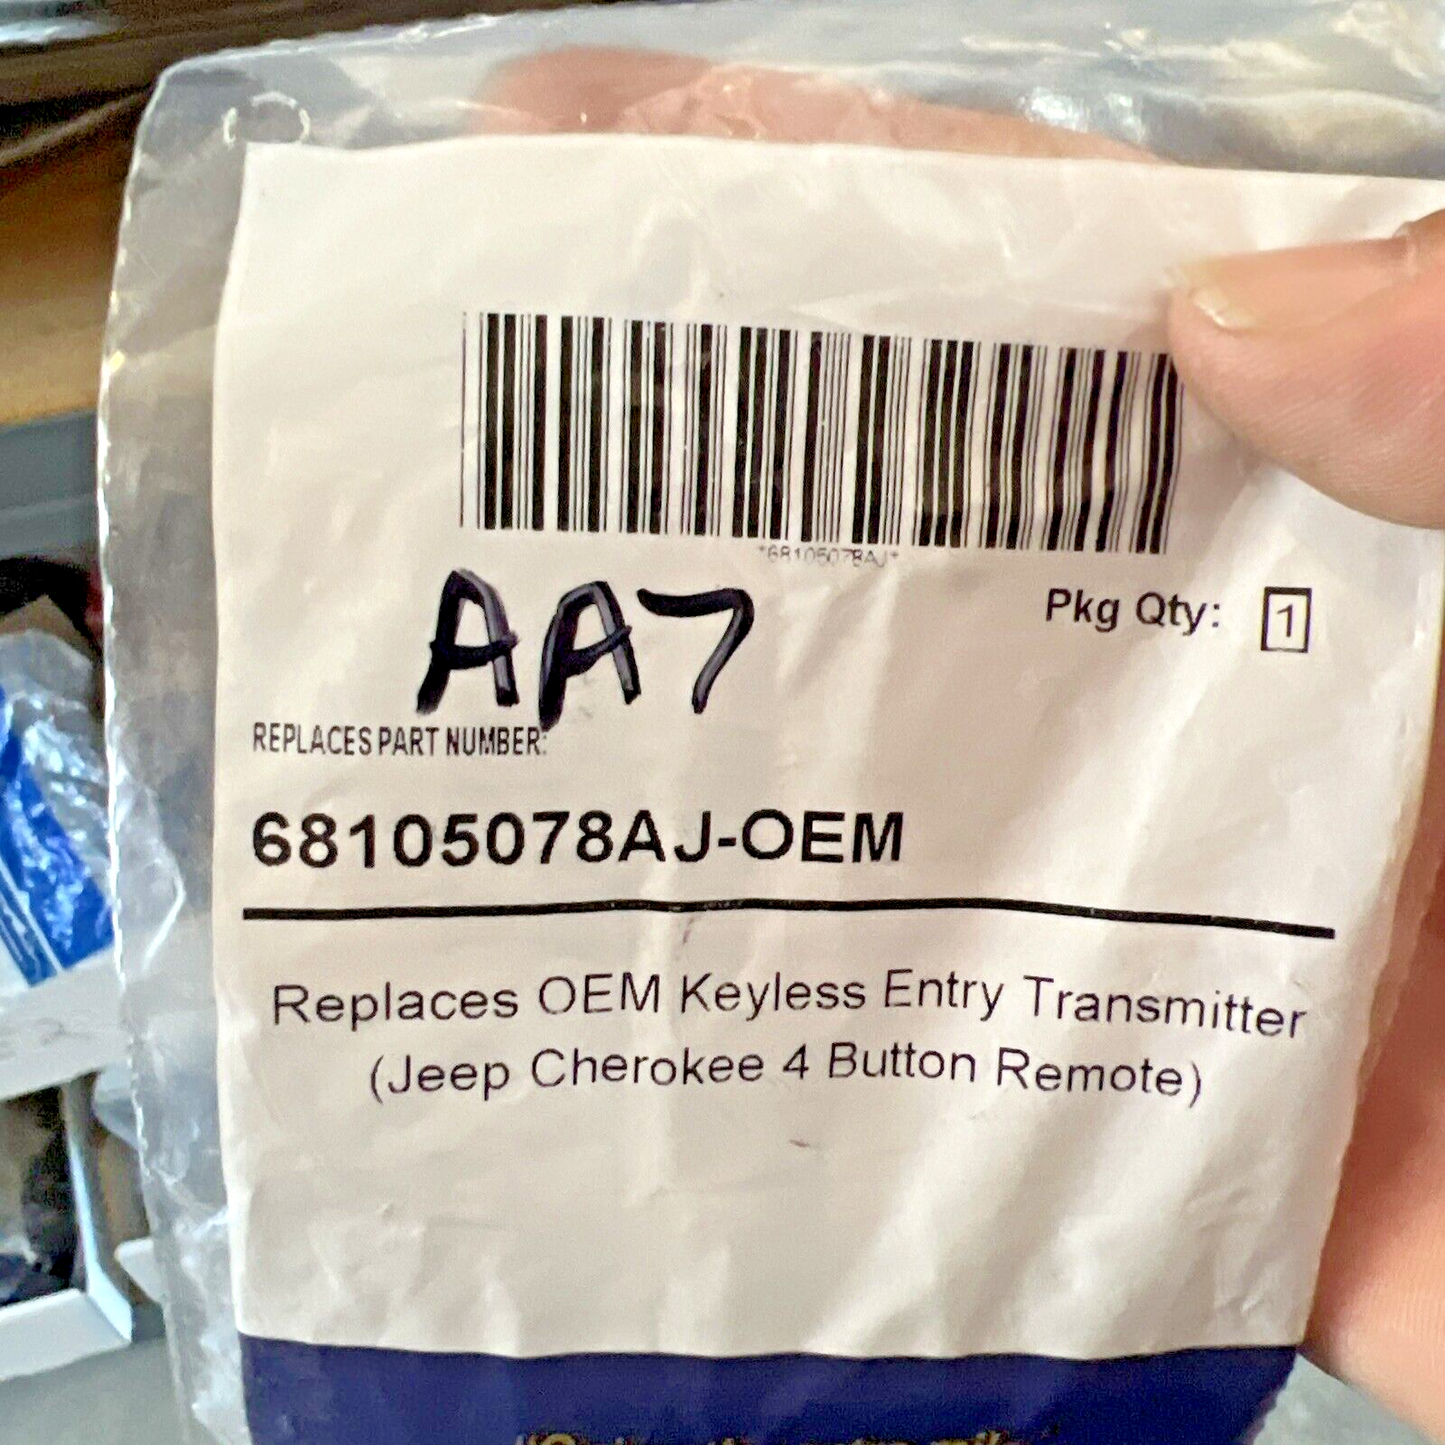 *68105078AJ*
AA7
Pkg Qty: 1
REPLACES PART NUMBER:
68105078AJ-OEM
Replaces OEM Keyless Entry Transmitter
(Jeep Cherokee 4 Button Remote)